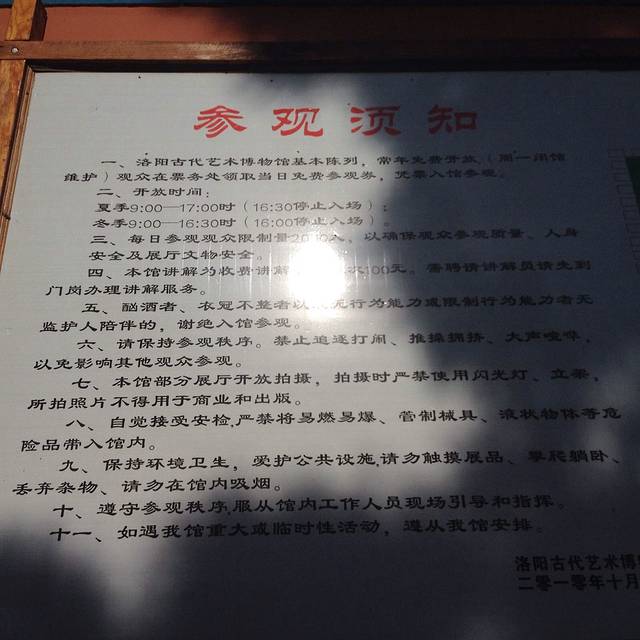 参观须知
一、洛阳古代艺术博物馆基本陈列，常年免费开放（周一闭馆
维护）观众在票务处领取当日免费参观券，凭票入馆参观。
二、开放时间：
夏季9:00—17:00时（16:30停止入场）；
冬季9:00—16:30时（16:00停止入场）。
三、每日参观观众限制量人，以确保观众参观质量、人身
安全及展厅文物安全。
四、本馆讲解为收费讲解100元。需聘请讲解员请先到
门岗办理讲解服务。
五、酗酒者、衣冠不整者以行为能力或限制行为能力者无
监护人陪伴的，谢绝入馆参观。
六、请保持参观秩序。禁止追逐打闹、推搡拥挤、大声喧哗，
以免影响其他观众参观。
七、本馆部分展厅开放拍摄，拍摄时严禁使用闪光灯、立架，
所拍照片不得用于商业和出版。
八、自觉接受安检,严禁将易燃易爆、管制械具、液状物体等危
险品带入馆内。
九、保持环境卫生，爱护公共设施,请勿触摸展品、攀爬躺卧、
丢弃杂物、请勿在馆内吸烟。
十、遵守参观秩序,服从馆内工作人员现场引导和指挥。
十一、如遇我馆重大或临时性活动，遵从我馆安排。
洛阳古代艺术博
二零一零年十月